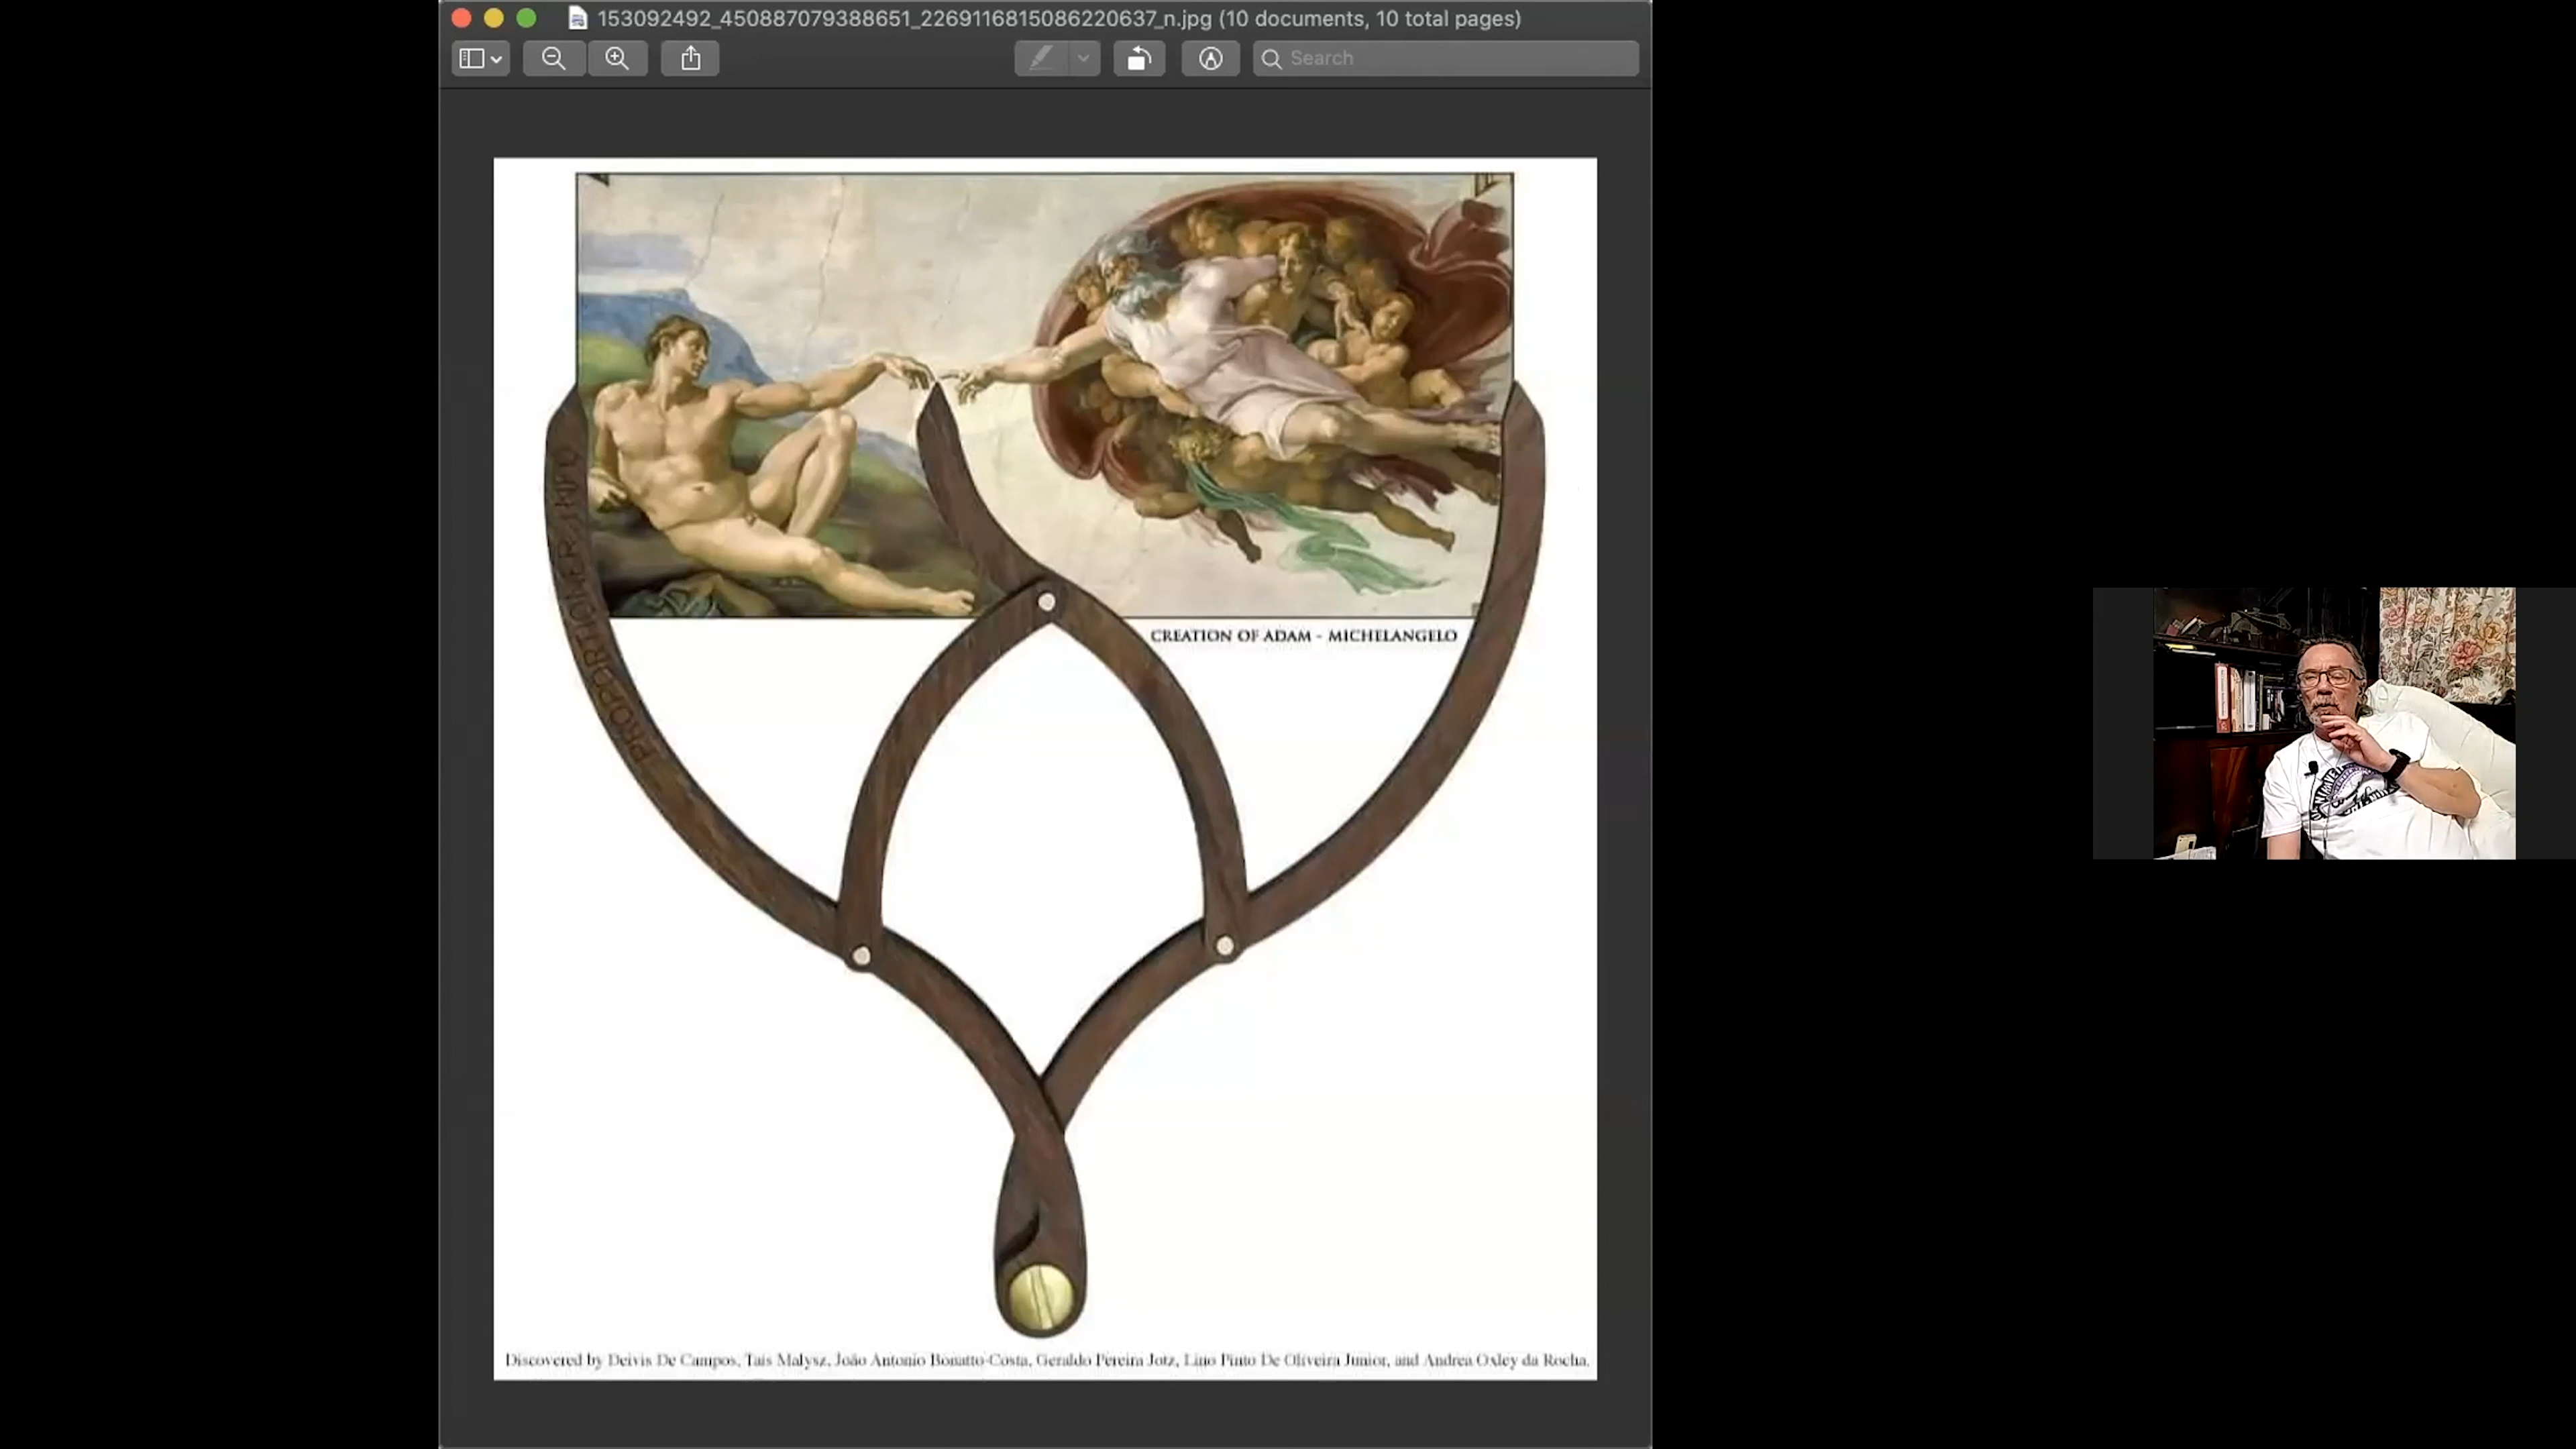 153092492_450887079388651_2269116815086220637_n.jpg (10 documents, 10 total pages)
Search
PROPORTIONER
CREATION OF ADAM - MICHELANGELO
Discovered by Deivis De Campos, Tais Malysz, João Antonio Bonatto-Costa, Geraldo Pereira Jotz, Lino Pinto De Oliveira Junior, and Andrea Oxley da Rocha.